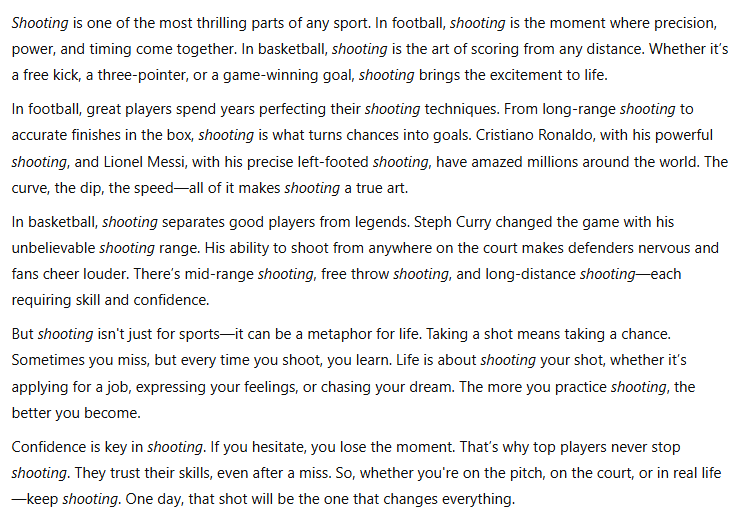 Shooting is one of the most thrilling parts of any sport. In football, shooting is the moment where precision,
power, and timing come together. In basketball, shooting is the art of scoring from any distance. Whether it's
a free kick, a three-pointer, or a game-winning goal, shooting brings the excitement to life.
In football, great players spend years perfecting their shooting techniques. From long-range shooting to
accurate finishes in the box, shooting is what turns chances into goals. Cristiano Ronaldo, with his powerful
shooting, and Lionel Messi, with his precise left-footed shooting, have amazed millions around the world. The
curve, the dip, the speed—all of it makes shooting a true art.
In basketball, shooting separates good players from legends. Steph Curry changed the game with his
unbelievable shooting range. His ability to shoot from anywhere on the court makes defenders nervous and
fans cheer louder. There's mid-range shooting, free throw shooting, and long-distance shooting—each
requiring skill and confidence.
But shooting isn't just for sports—it can be a metaphor for life. Taking a shot means taking a chance.
Sometimes you miss, but every time you shoot, you learn. Life is about shooting your shot, whether it's
applying for a job, expressing your feelings, or chasing your dream. The more you practice shooting, the
better you become.
Confidence is key in shooting. If you hesitate, you lose the moment. That's why top players never stop
shooting. They trust their skills, even after a miss. So, whether you're on the pitch, on the court, or in real life
—keep shooting. One day, that shot will be the one that changes everything.